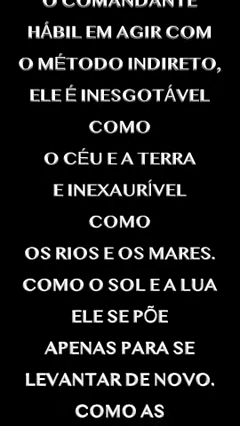 O COMANDANTE
HÁBIL EM AGIR COM
O MÉTODO INDIRETO,
ELE É INESGOTÁVEL
COMO
O CÉU E A TERRA
E INEXAURÍVEL
COMO
OS RIOS E OS MARES.
COMO O SOL E A LUA
ELE SE PÕE
APENAS PARA SE
LEVANTAR DE NOVO.
COMO AS